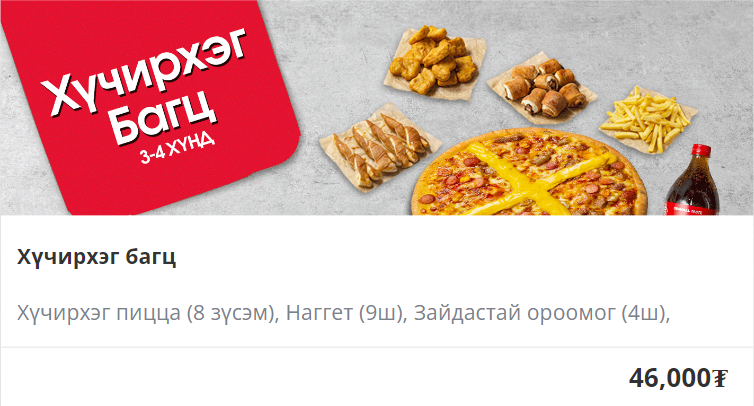 Хүчирхэг
Багц
3-4 ХҮНД
Хүчирхэг багц
Хүчирхэг пицца (8 зүсэм), Наггет (9ш), Зайдастай ороомог (4ш),
46,000₮